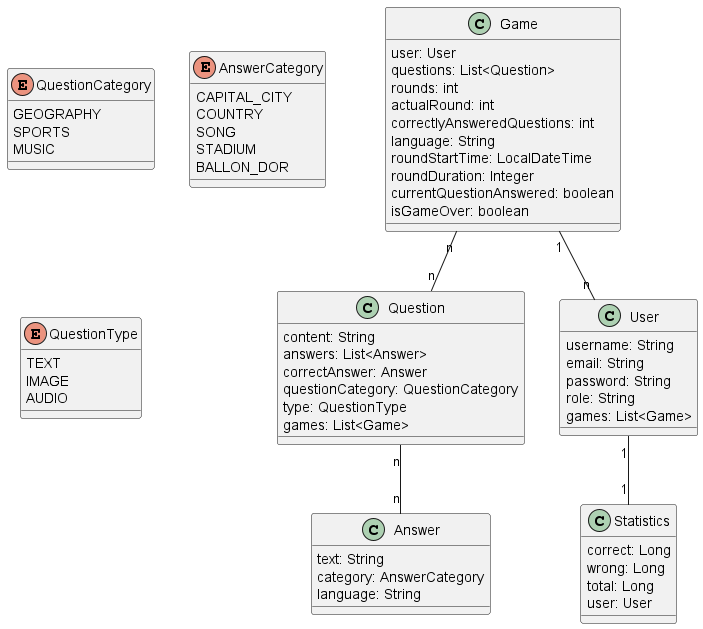 E QuestionCategory
GEOGRAPHY
SPORTS
MUSIC
E AnswerCategory
CAPITAL_CITY
COUNTRY
SONG
STADIUM
BALLON_DOR
C Game
user: User
questions: List<Question>
rounds: int
actualRound: int
correctlyAnsweredQuestions: int
language: String
roundStartTime: LocalDateTime
roundDuration: Integer
currentQuestionAnswered: boolean
isGameOver: boolean
n
n
1
n
E QuestionType
TEXT
IMAGE
AUDIO
C Question
content: String
answers: List<Answer>
correctAnswer: Answer
questionCategory: QuestionCategory
type: QuestionType
games: List<Game>
C User
username: String
email: String
password: String
role: String
games: List<Game>
n
n
1
1
C Answer
text: String
category: AnswerCategory
language: String
C Statistics
correct: Long
wrong: Long
total: Long
user: User